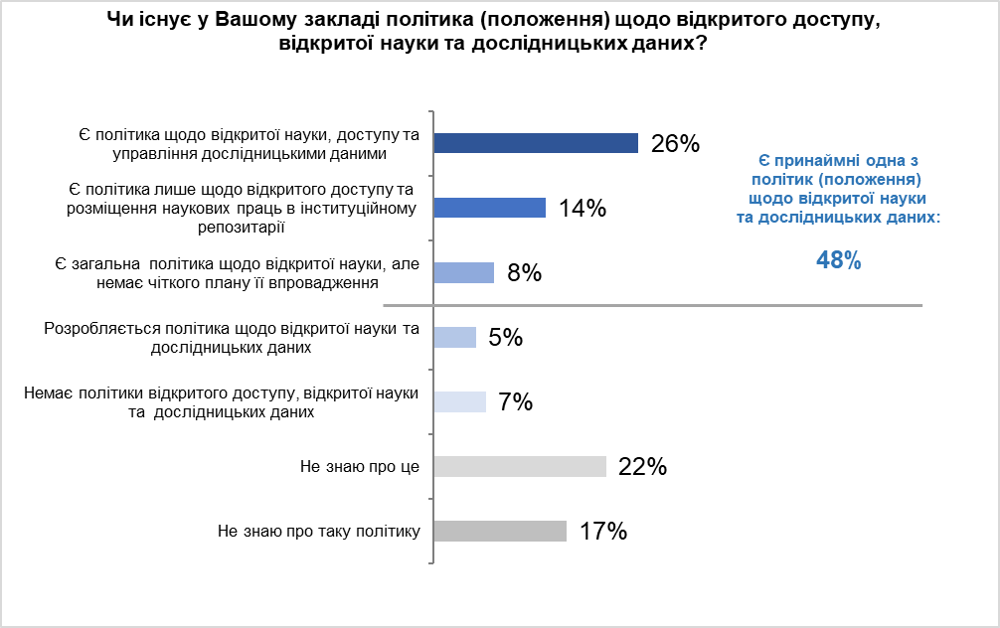 Чи існує у Вашому закладі політика (положення) щодо відкритого доступу,
відкритої науки та дослідницьких даних?
Є політика щодо відкритої науки, доступу та
управління дослідницькими даними
26%
Є політика лише щодо відкритого доступу та
розміщення наукових праць в інституційному
репозитарії
14%
Є загальна політика щодо відкритої науки, але
немає чіткого плану її впровадження
8%
Є принаймні одна з
політик (положення)
щодо відкритої науки
та дослідницьких даних:
48%
Розробляється політика щодо відкритої науки та
дослідницьких даних
5%
Немає політики відкритого доступу, відкритої науки
та дослідницьких даних
7%
Не знаю про це
22%
Не знаю про таку політику
17%